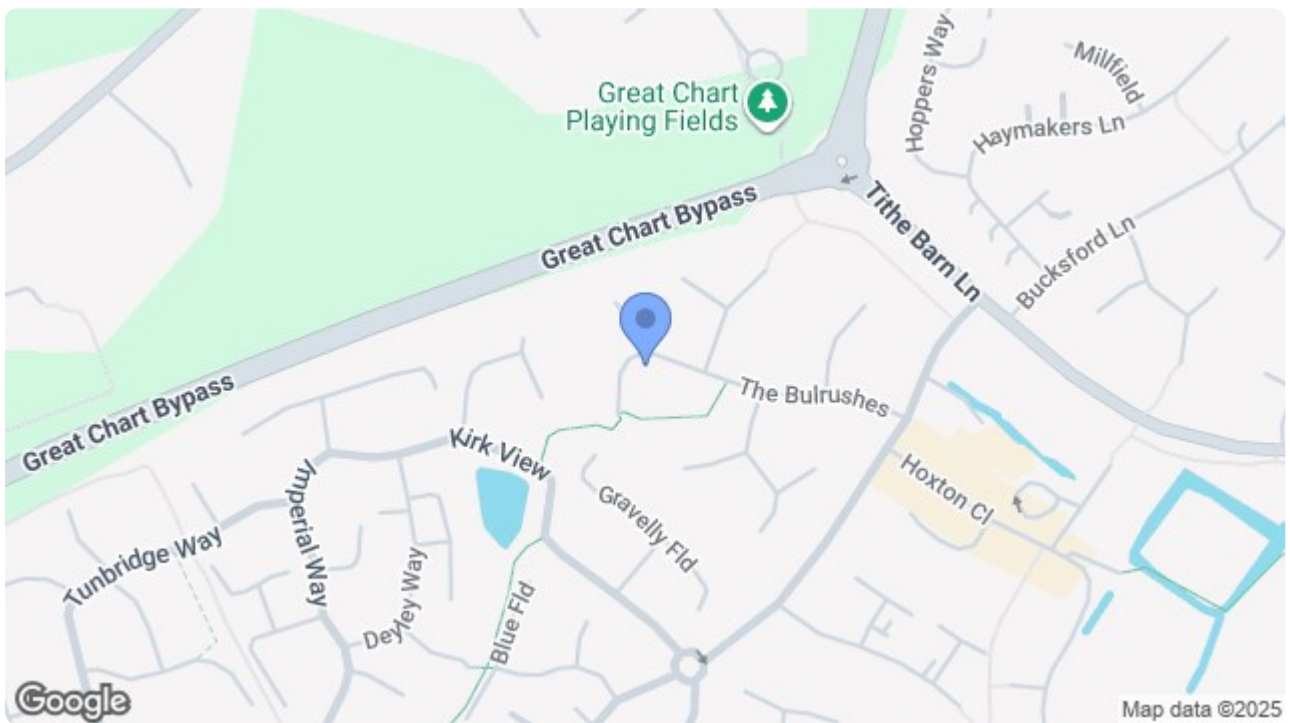 Great Chart
Playing Fields
Hoppers Way
Millfield
Haymakers Ln
Great Chart Bypass
Tithe Barn Ln
Bucksford Ln
Great Chart Bypass
The Bulrushes
Kirk View
Imperial Way
Gravelly Fld
Hoxton Cl
Tunbridge Way
Deyley Way
Blue Fld
Google
Map data ©2025